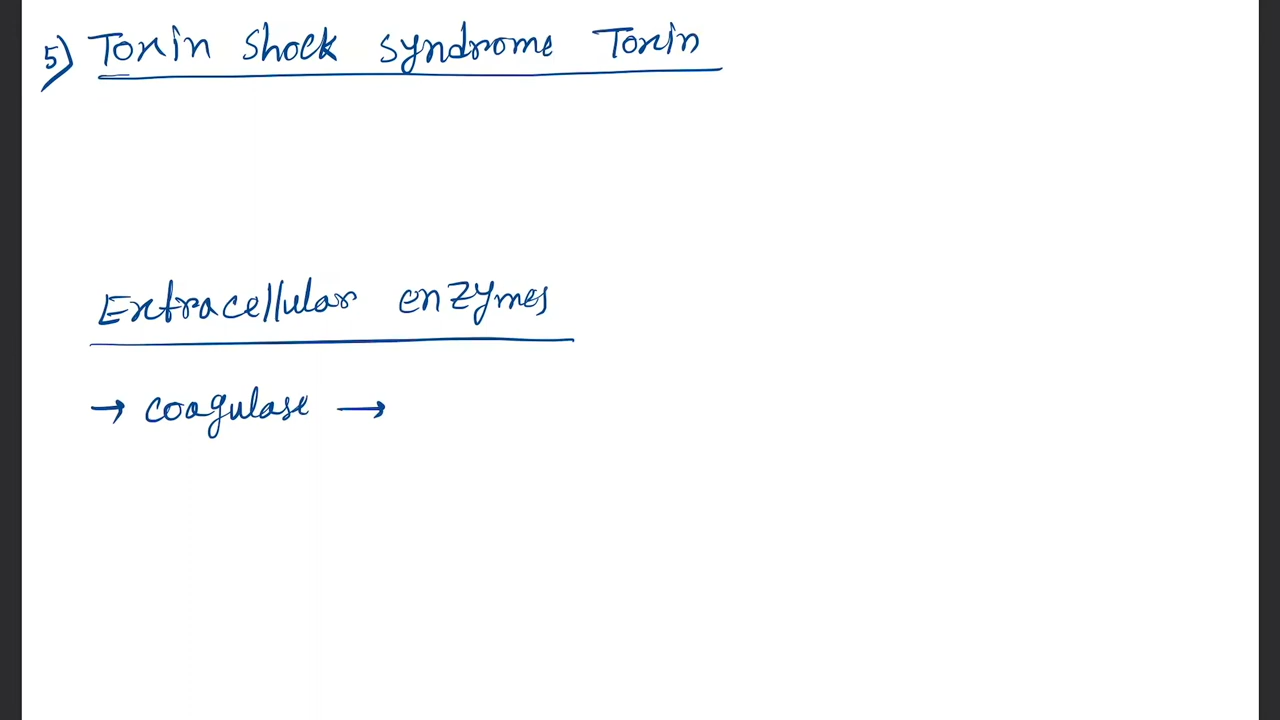 5) Toxin Shock Syndrome Toxin
Extracellular enzymes
→ coagulase →